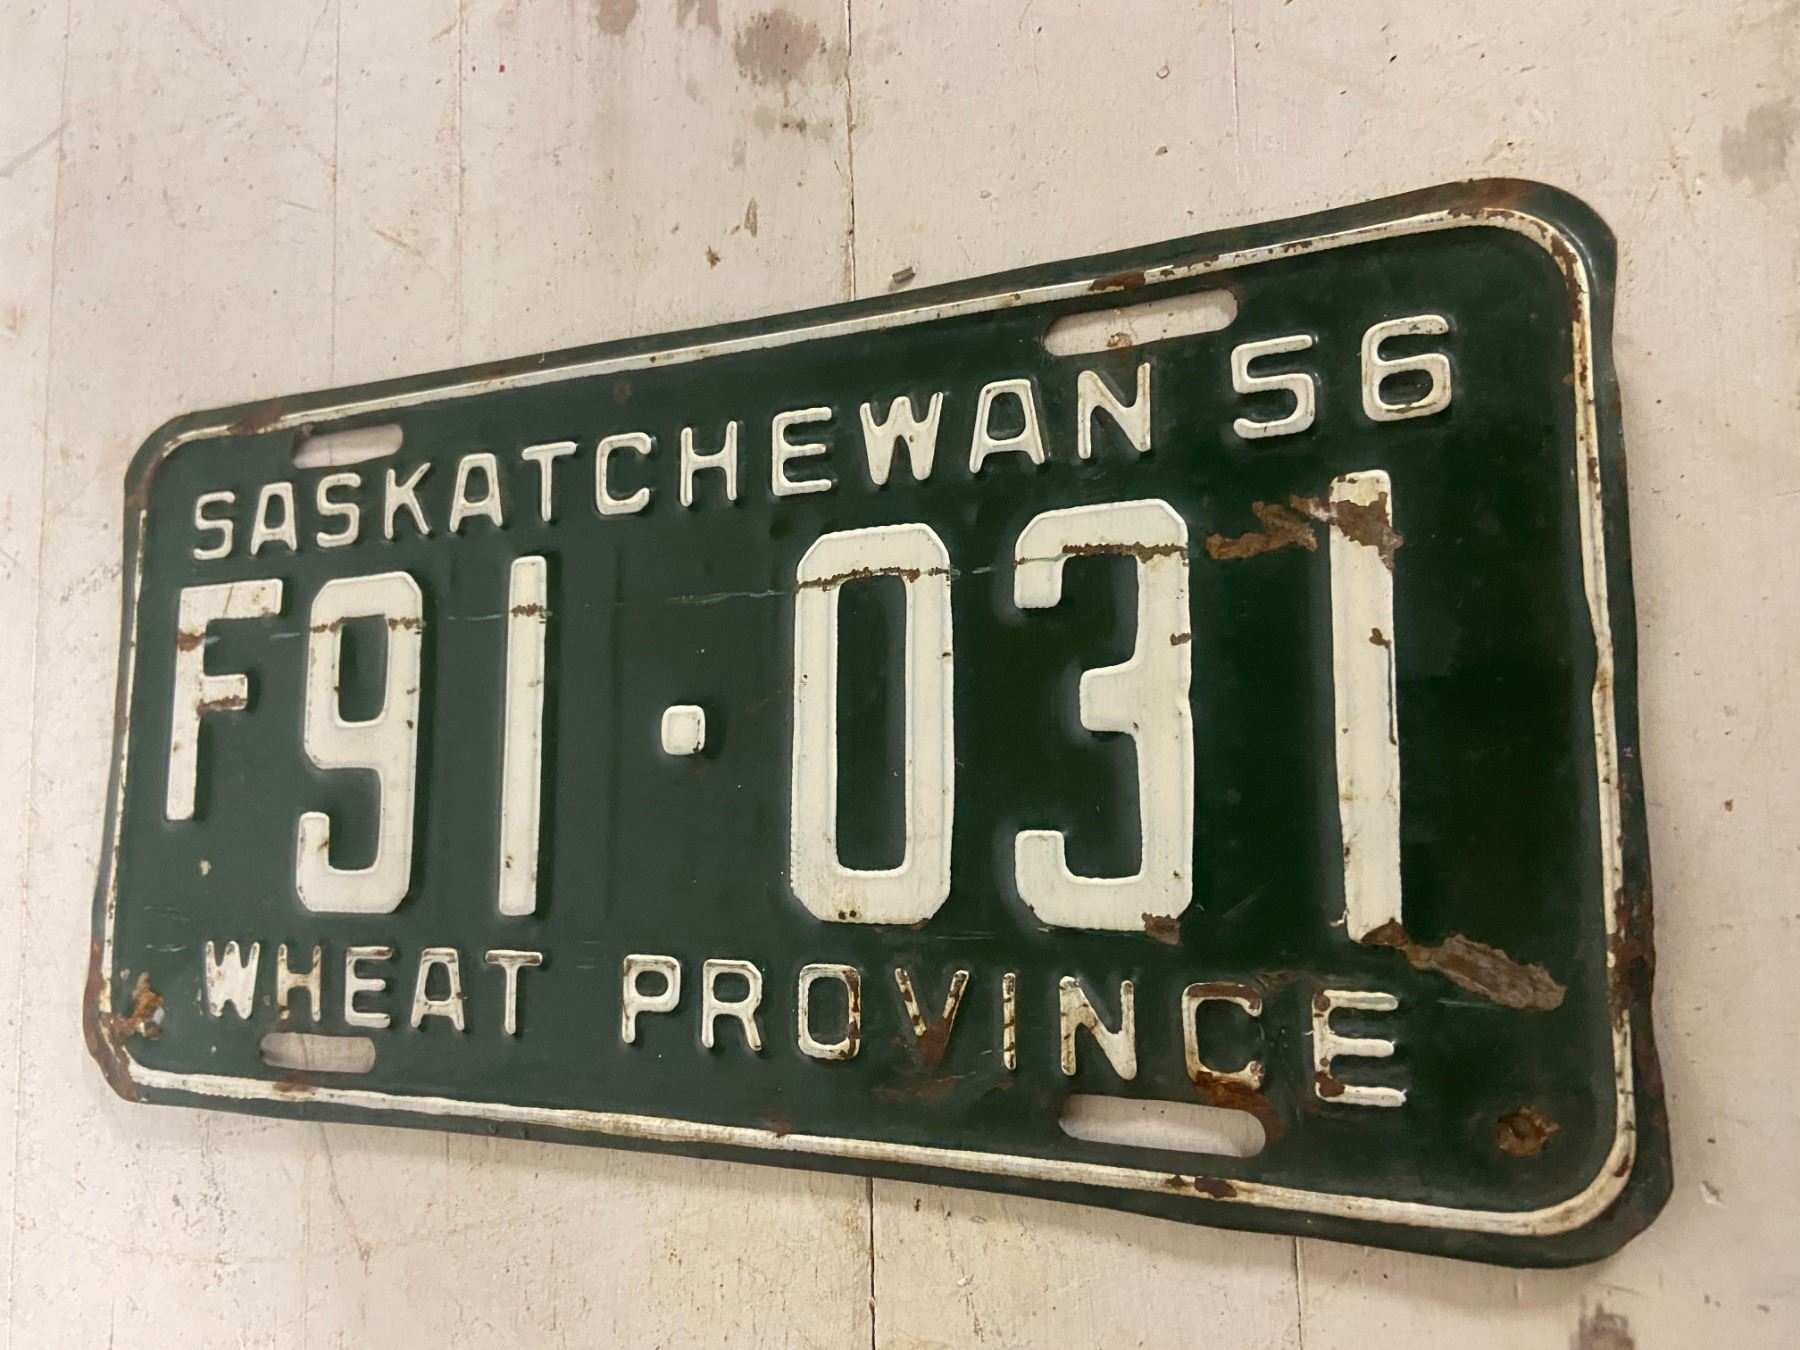 SASKATCHEWAN 56
F91·031
WHEAT PROVINCE